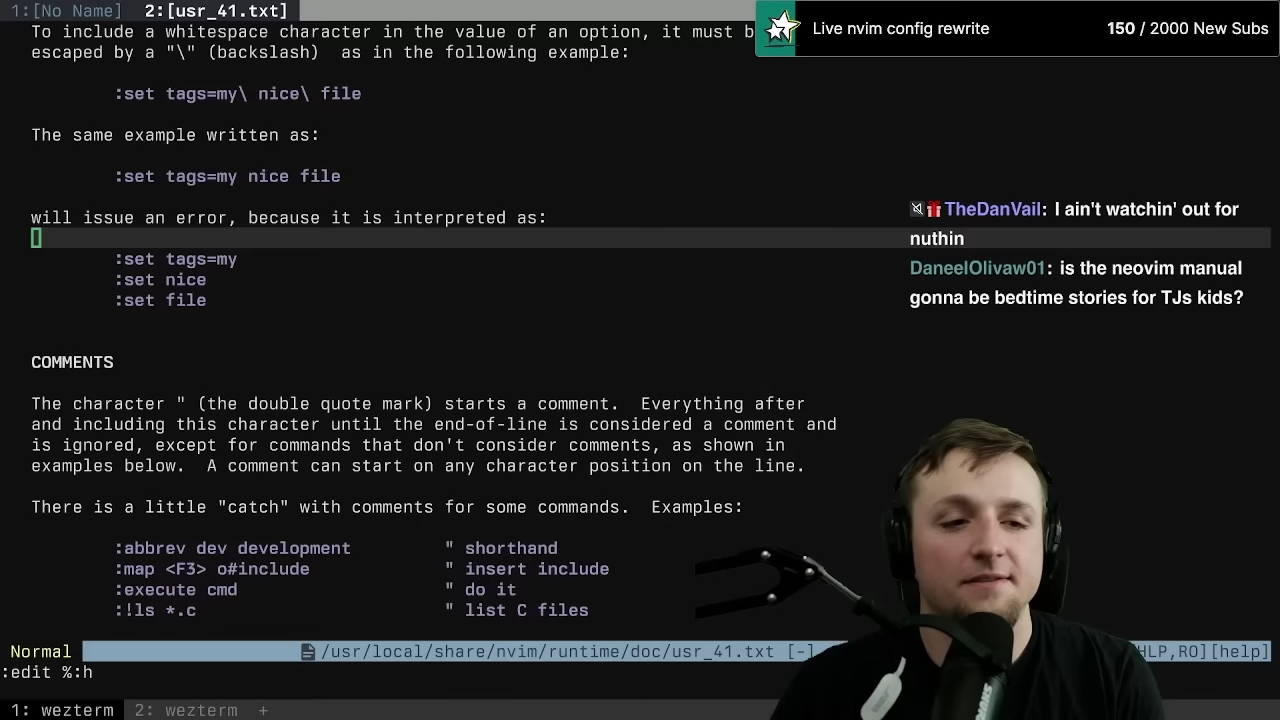 1:[No Name]  2:[usr_41.txt]
Live nvim config rewrite
150 / 2000 New Subs
To include a whitespace character in the value of an option, it must b
escaped by a "\" (backslash)  as in the following example:
:set tags=my\ nice\ file
The same example written as:
:set tags=my nice file
will issue an error, because it is interpreted as:
:set tags=my
:set nice
:set file
TheDanVail: I ain't watchin' out for
nuthin
DaneelOlivaw01: is the neovim manual
gonna be bedtime stories for TJs kids?
COMMENTS
The character " (the double quote mark) starts a comment.  Everything after
and including this character until the end-of-line is considered a comment and
is ignored, except for commands that don't consider comments, as shown in
examples below.  A comment can start on any character position on the line.
There is a little "catch" with comments for some commands.  Examples:
:abbrev dev development " shorthand
:map <F3> o#include " insert include
:execute cmd " do it
:!ls *.c " list C files
Normal /usr/local/share/nvim/runtime/doc/usr_41.txt [-] HLP,RO][help]
:edit %:h
1: wezterm  2: wezterm  +